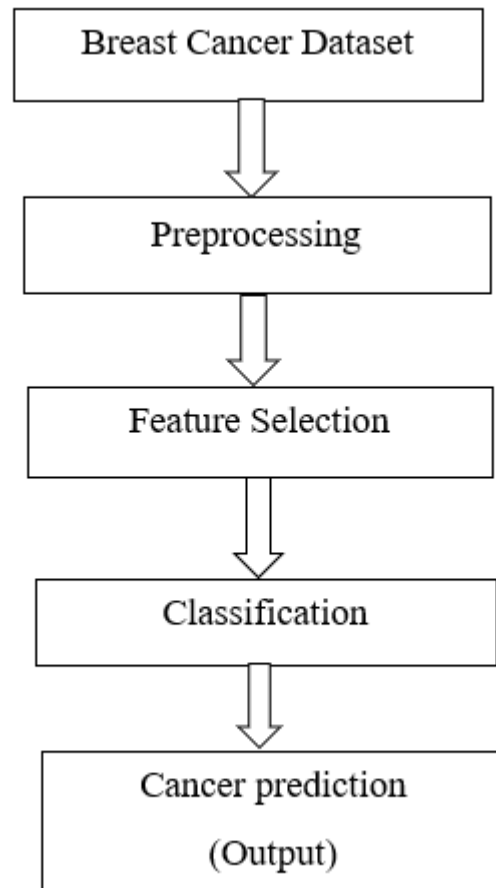 Breast Cancer Dataset
Preprocessing
Feature Selection
Classification
Cancer prediction
(Output)